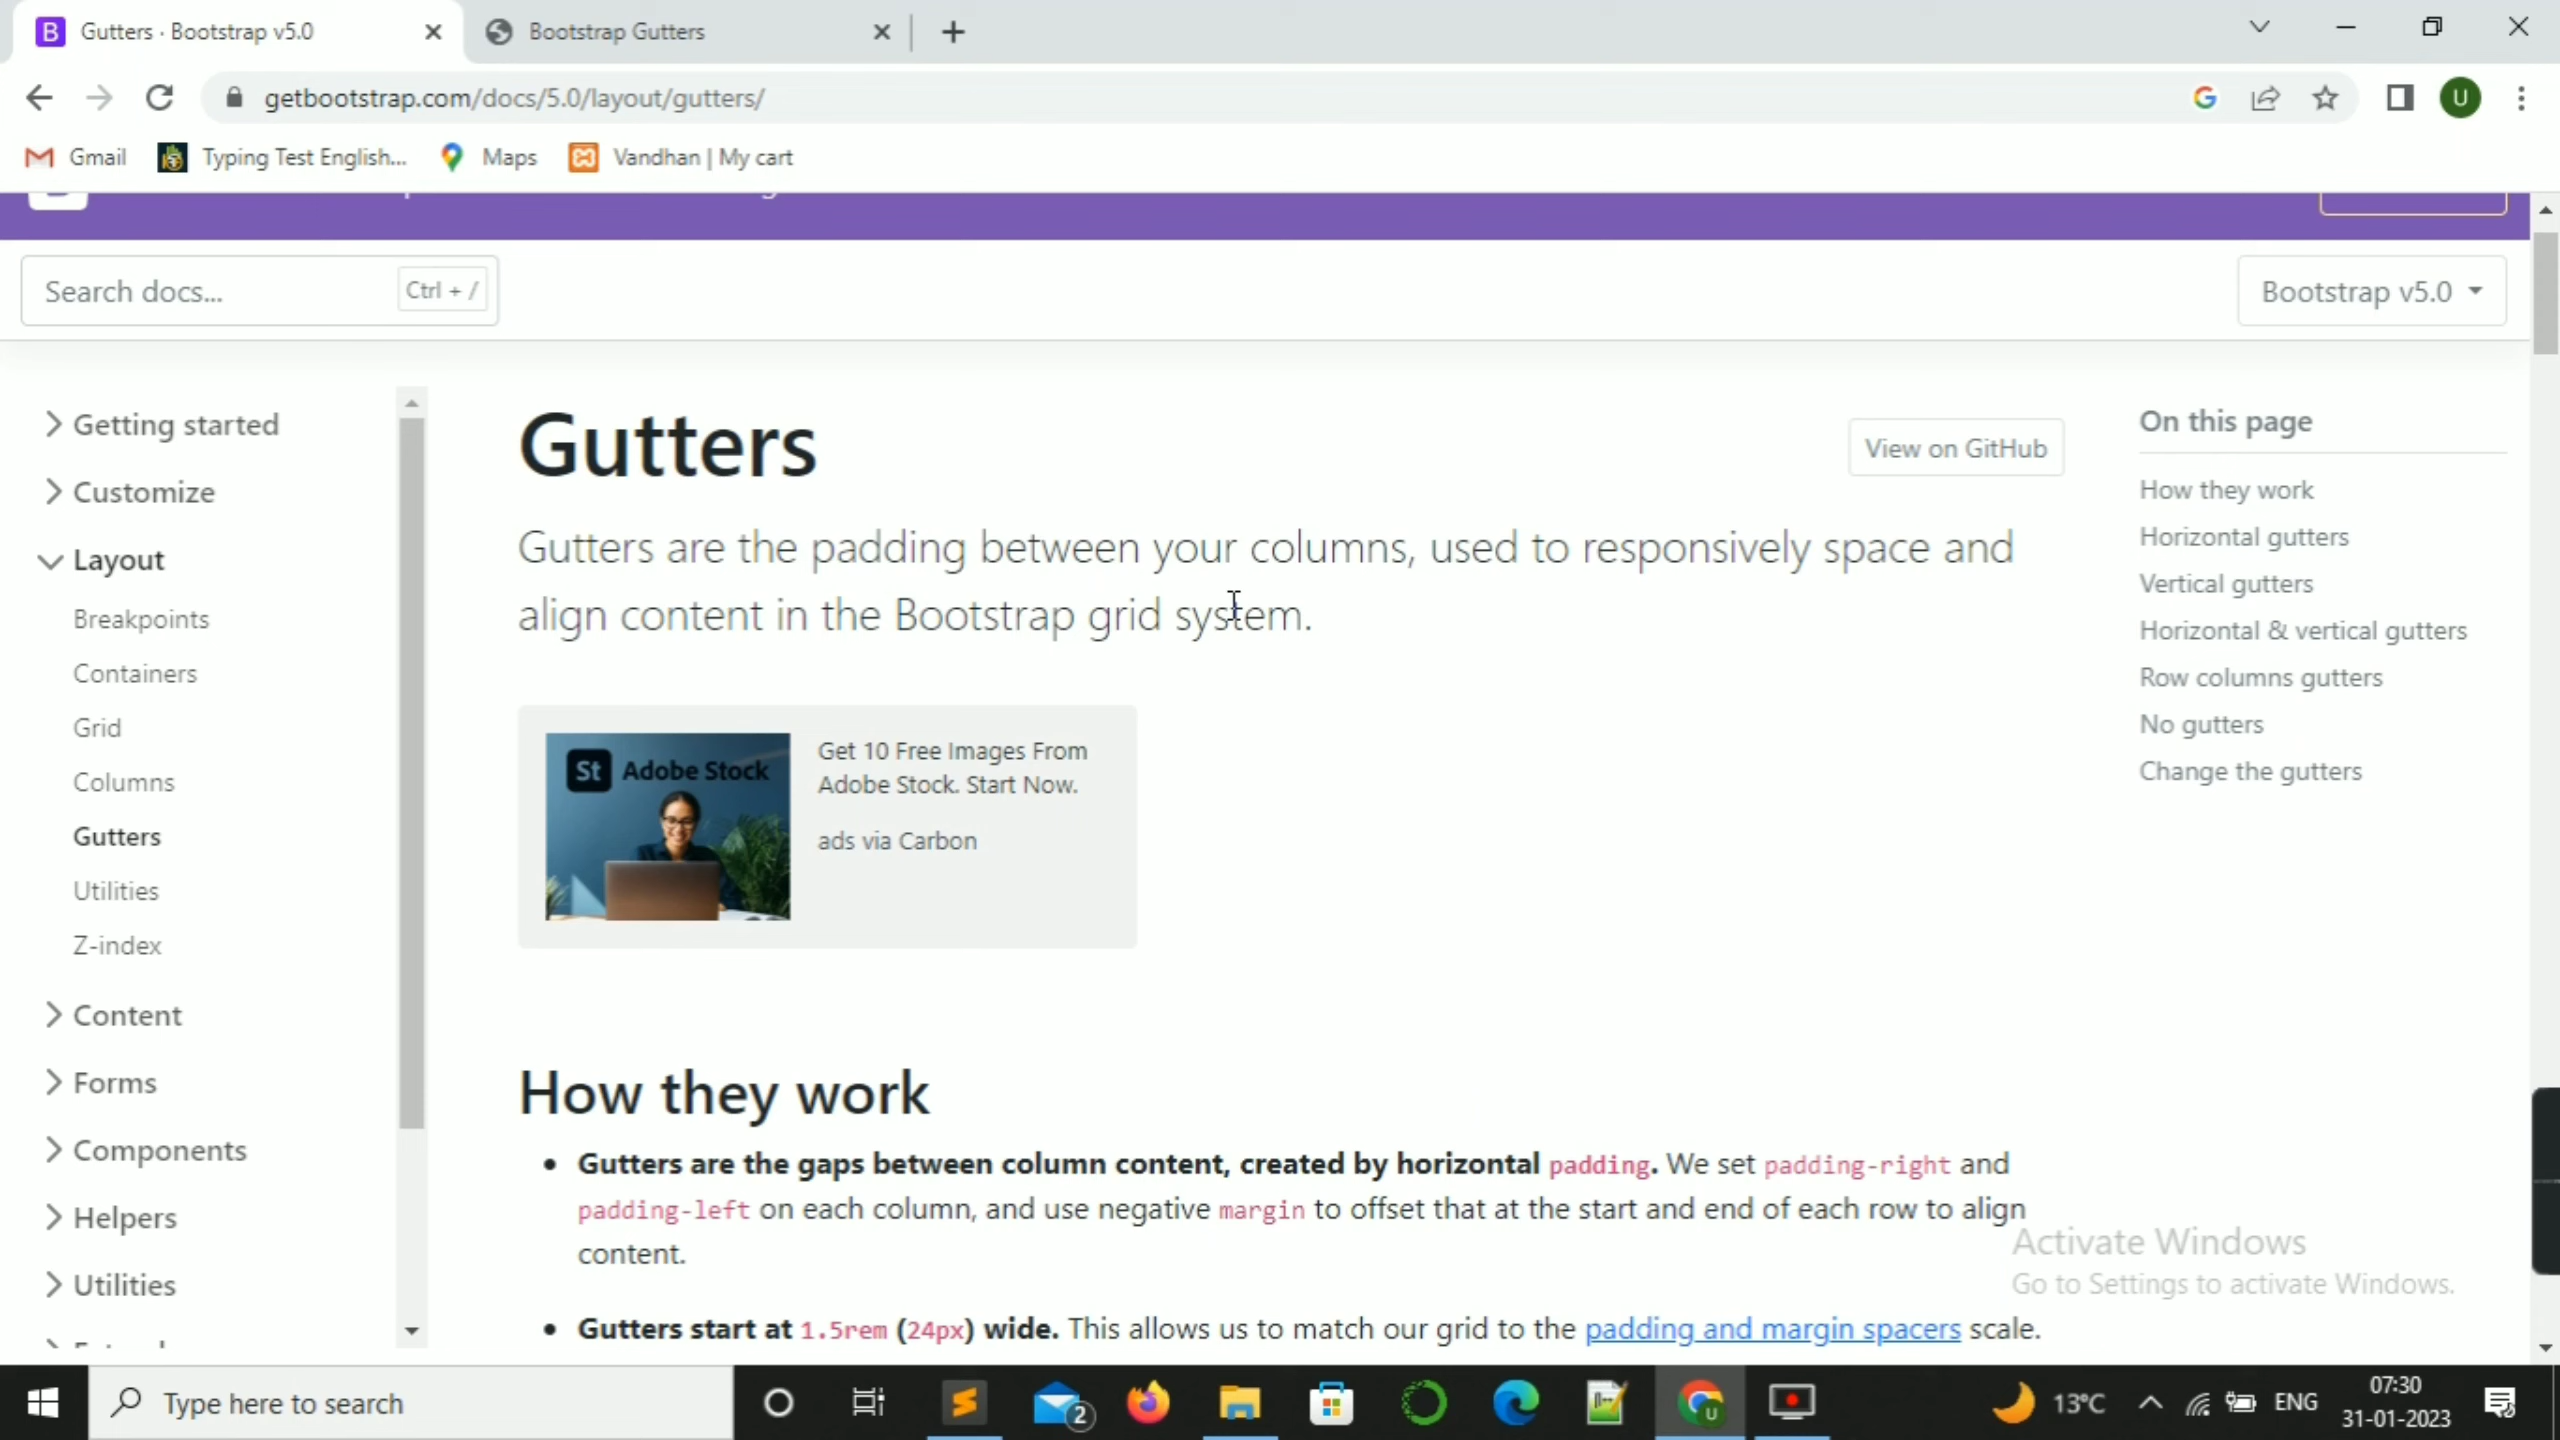 Gutters · Bootstrap v5.0
Bootstrap Gutters
getbootstrap.com/docs/5.0/layout/gutters/
U
Gmail
Typing Test English...
Maps
Vandhan | My cart
Search docs...
Ctrl + /
Bootstrap v5.0
Getting started
Customize
Layout
Breakpoints
Containers
Grid
Columns
Gutters
Utilities
Z-index
Content
Forms
Components
Helpers
Utilities
Gutters
View on GitHub
Gutters are the padding between your columns, used to responsively space and
align content in the Bootstrap grid system.
St Adobe Stock
Get 10 Free Images From
Adobe Stock. Start Now.
ads via Carbon
How they work
Gutters are the gaps between column content, created by horizontal padding. We set padding-right and
padding-left on each column, and use negative margin to offset that at the start and end of each row to align
content.
Gutters start at 1.5rem (24px) wide. This allows us to match our grid to the padding and margin spacers scale.
On this page
How they work
Horizontal gutters
Vertical gutters
Horizontal & vertical gutters
Row columns gutters
No gutters
Change the gutters
Activate Windows
Go to Settings to activate Windows.
Type here to search
2
U
13°C
ENG
07:30
31-01-2023